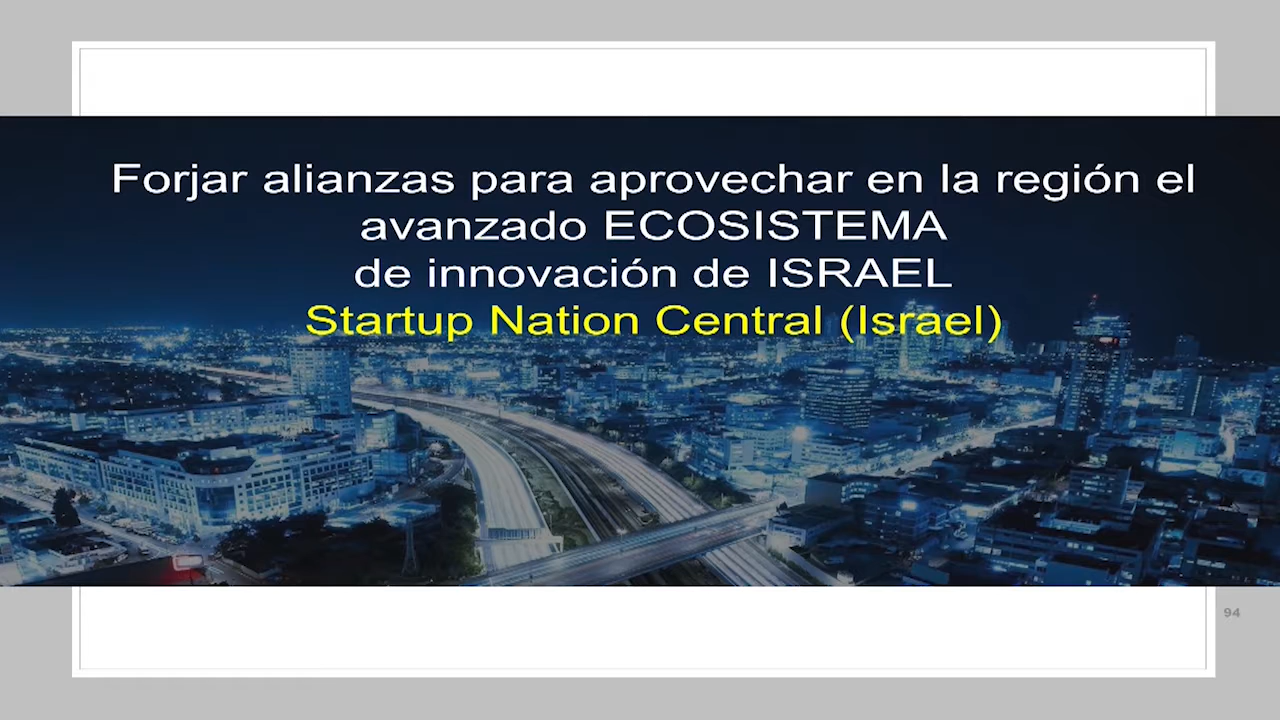 Forjar alianzas para aprovechar en la región el
avanzado ECOSISTEMA
de innovación de ISRAEL
Startup Nation Central (Israel)
94